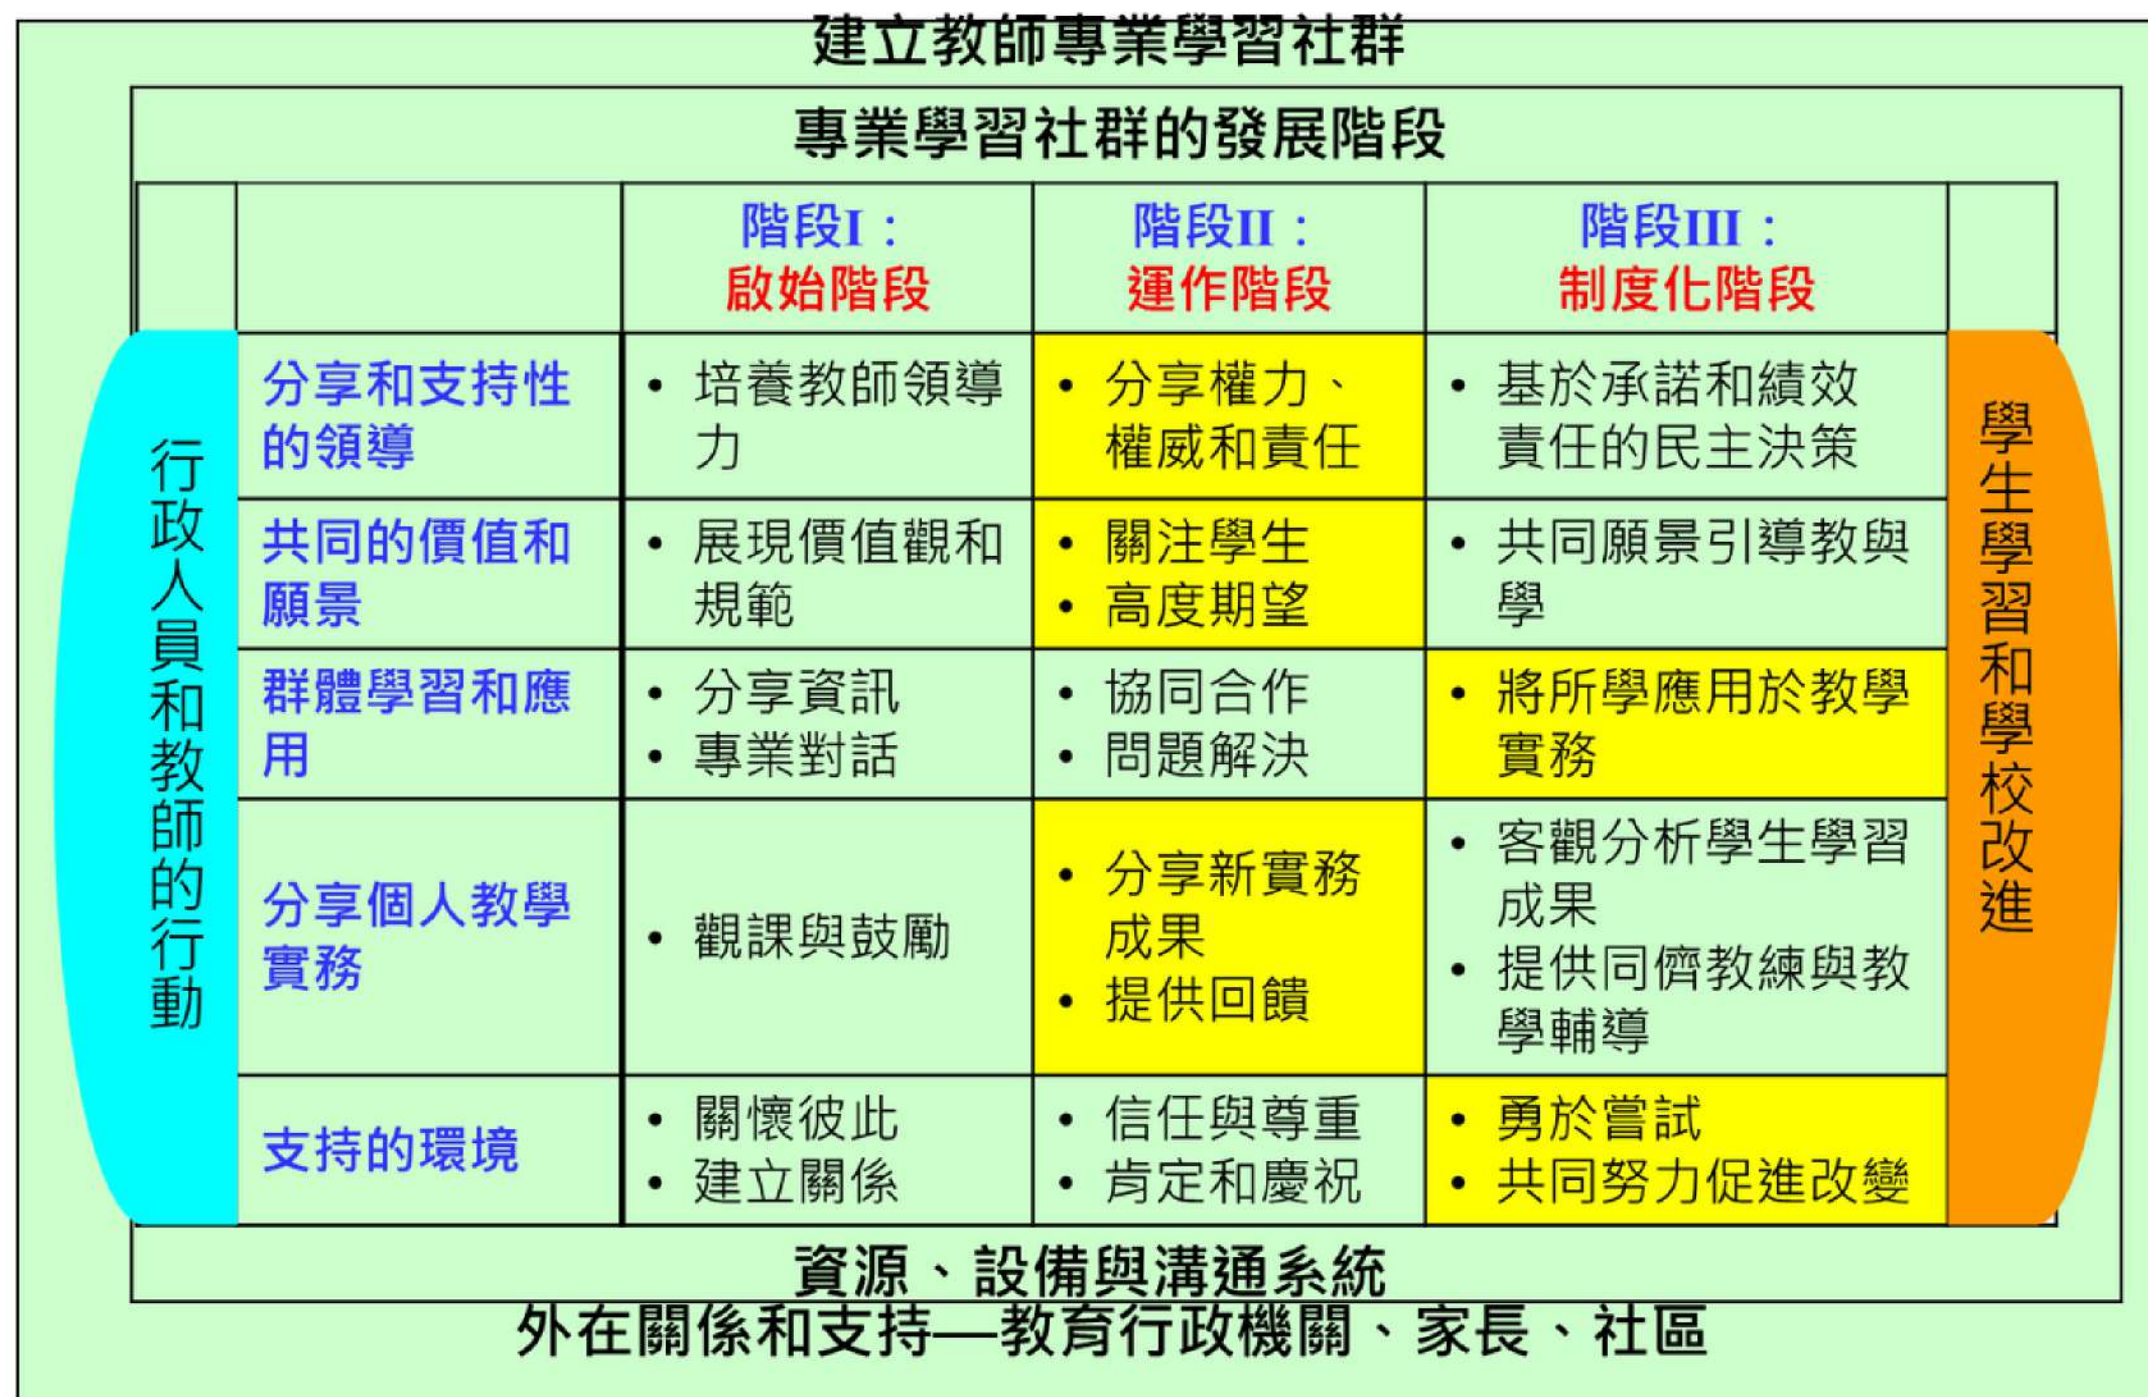 建立教師專業學習社群
專業學習社群的發展階段
階段I：
啟始階段
階段II：
運作階段
階段III：
制度化階段
行政人員和教師的行動
分享和支持性
的領導
• 培養教師領導
力
• 分享權力、
權威和責任
• 基於承諾和績效
責任的民主決策
共同的價值和
願景
• 展現價值觀和
規範
• 關注學生
• 高度期望
• 共同願景引導教與
學
群體學習和應
用
• 分享資訊
• 專業對話
• 協同合作
• 問題解決
• 將所學應用於教學
實務
分享個人教學
實務
• 觀課與鼓勵
• 分享新實務
成果
• 提供回饋
• 客觀分析學生學習
成果
• 提供同儕教練與教
學輔導
支持的環境
• 關懷彼此
• 建立關係
• 信任與尊重
• 肯定和慶祝
• 勇於嘗試
• 共同努力促進改變
學生學習和學校改進
資源、設備與溝通系統
外在關係和支持—教育行政機關、家長、社區